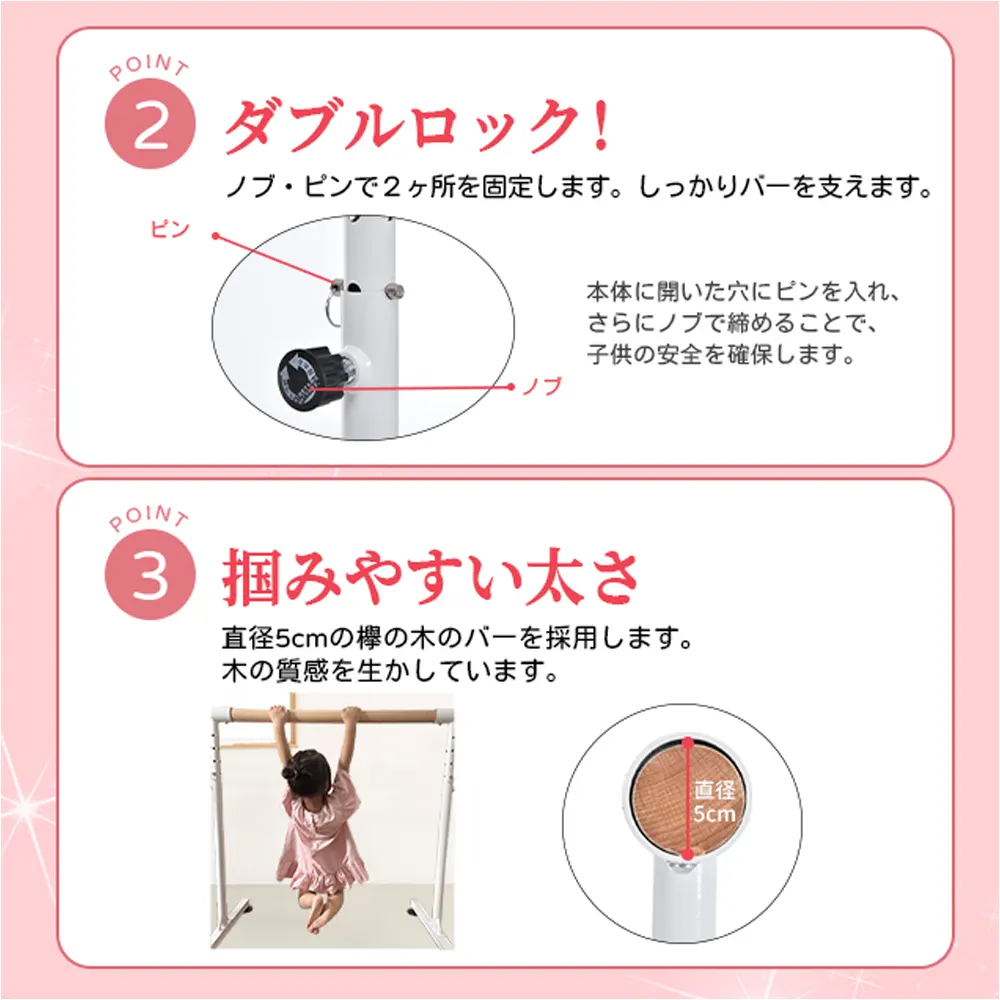 POINT
2
ダブルロック!
ノブ・ピンで2ヶ所を固定します。しっかりバーを支えます。
ピン
本体に開いた穴にピンを入れ、
さらにノブで締めることで、
子供の安全を確保します。
ノブ
POINT
3
掴みやすい太さ
直径5cmの欅の木のバーを採用します。
木の質感を生かしています。
直径
5cm